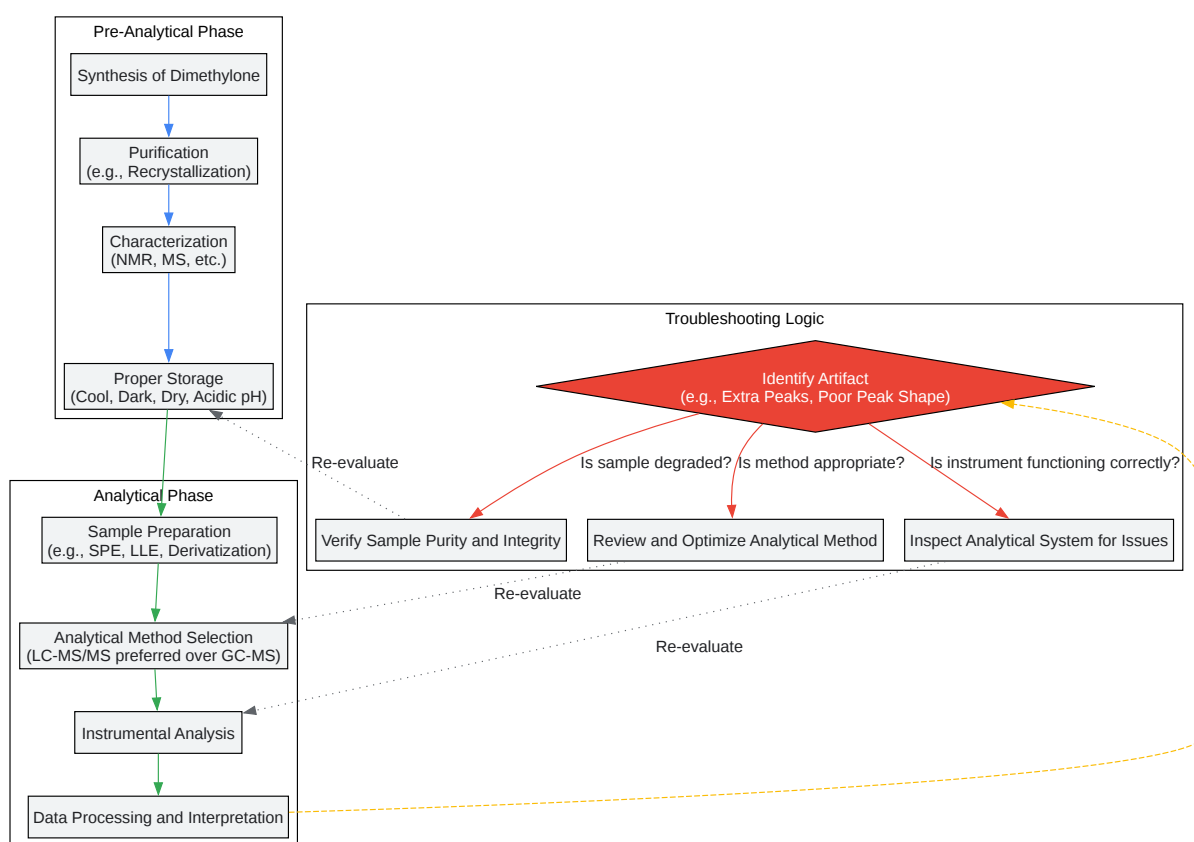 Pre-Analytical Phase
Synthesis of Dimethylone
Purification
(e.g., Recrystallization)
Characterization
(NMR, MS, etc.)
Proper Storage
(Cool, Dark, Dry, Acidic pH)
Troubleshooting Logic
Identify Artifact
(e.g., Extra Peaks, Poor Peak Shape)
Re-evaluate
Is sample degraded?
Is method appropriate?
Is instrument functioning correctly?
Verify Sample Purity and Integrity
Review and Optimize Analytical Method
Inspect Analytical System for Issues
Analytical Phase
Sample Preparation
(e.g., SPE, LLE, Derivatization)
Re-evaluate
Analytical Method Selection
(LC-MS/MS preferred over GC-MS)
Re-evaluate
Instrumental Analysis
Data Processing and Interpretation